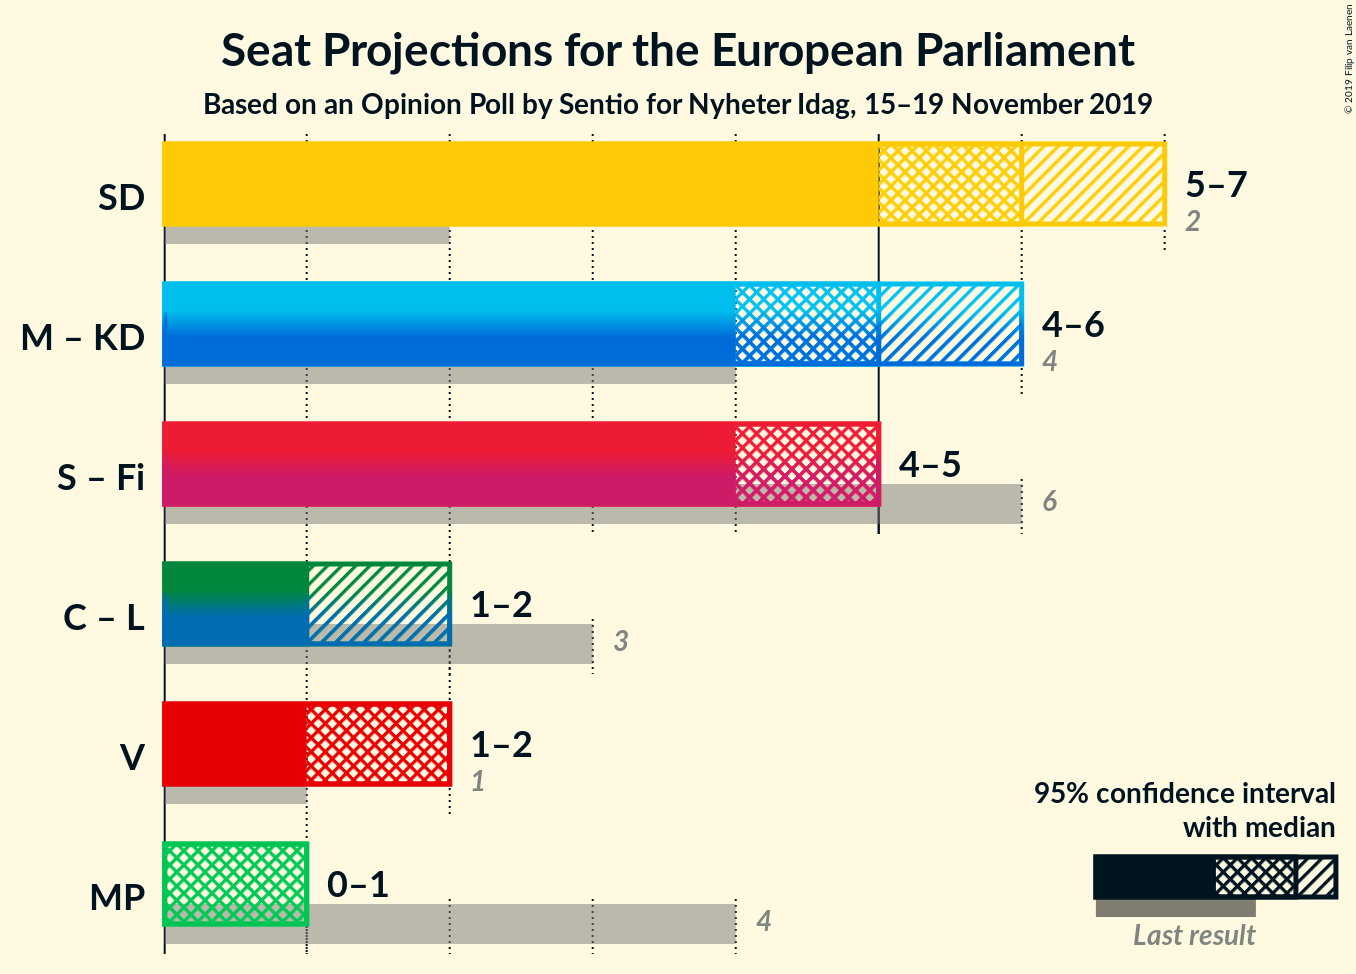 Seat Projections for the European Parliament
Based on an Opinion Poll by Sentio for Nyheter Idag, 15–19 November 2019
© 2019 Filip van Laenen
SD
5–7
2
M – KD
4–6
4
S – Fi
4–5
6
C – L
1–2
3
V
1–2
1
MP
0–1
4
95% confidence interval
with median
Last result